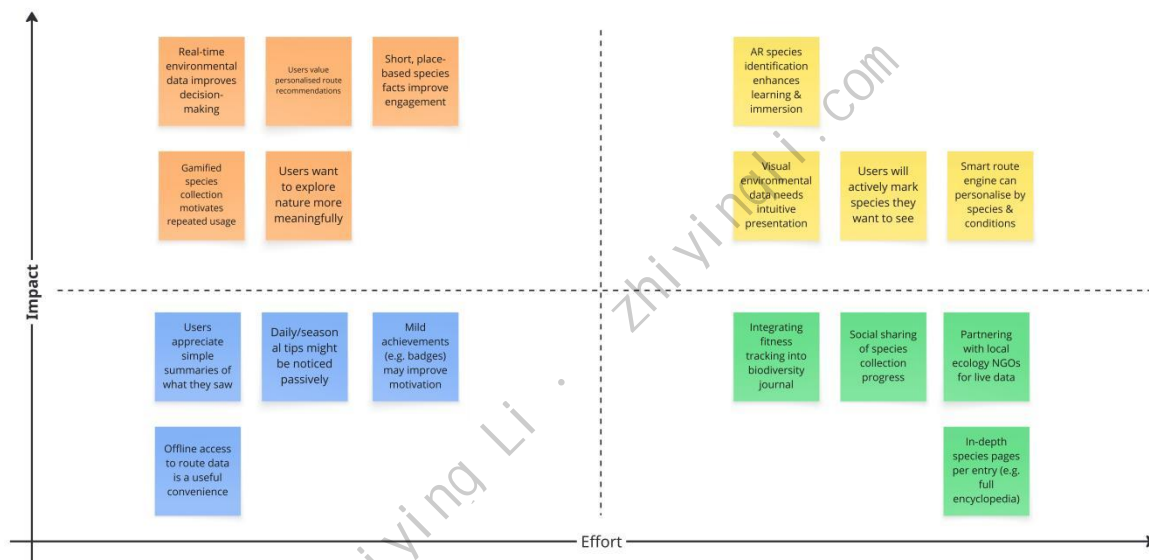 Real-time
environmental
data improves
decision-
making
Users value
personalised route
recommendations
Short, place-
based species
facts improve
engagement
AR species
identification
enhances
learning &
immersion
Gamified
species
collection
motivates
repeated usage
Users want
to explore
nature more
meaningfully
Visual
environmental
data needs
intuitive
presentation
Users will
actively mark
species they
want to see
Smart route
engine can
personalise by
species &
conditions
Impact
Users
appreciate
simple
summaries of
what they saw
Daily/season
al tips might
be noticed
passively
Mild
achievements
(e.g. badges)
may improve
motivation
Integrating
fitness
tracking into
biodiversity
journal
Social sharing
of species
collection
progress
Partnering
with local
ecology NGOs
for live data
Offline access
to route data
is a useful
convenience
In-depth
species pages
per entry (e.g.
full
encyclopedia)
Effort
iying Li . zhiyingli.com